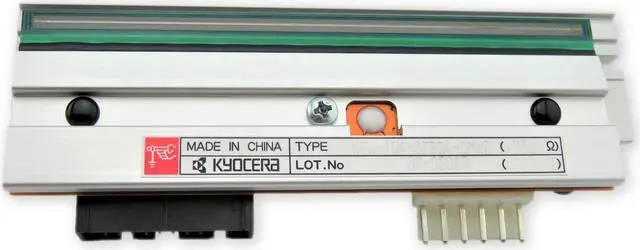 MADE IN CHINA TYPE ( Ω)
KYOCERA LOT.No ( )